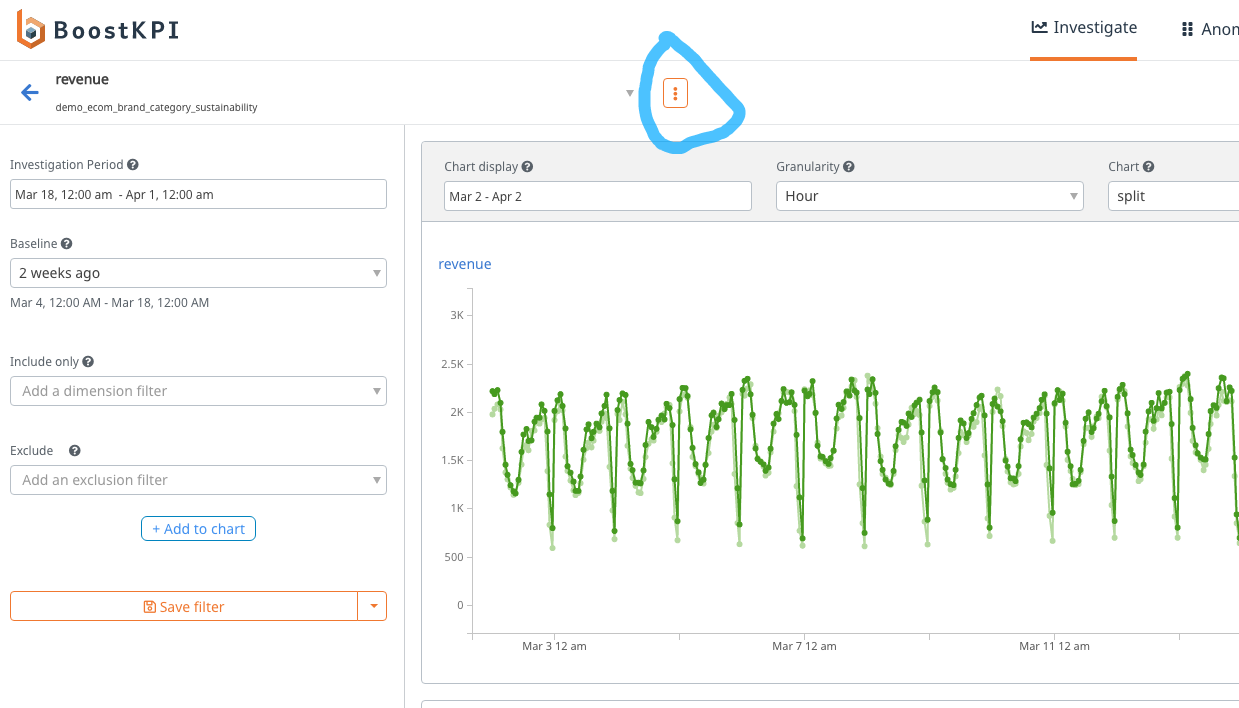 BoostKPI
Investigate
Anon
revenue
demo_ecom_brand_category_sustainability
Investigation Period
Mar 18, 12:00 am - Apr 1, 12:00 am
Baseline
2 weeks ago
Mar 4, 12:00 AM - Mar 18, 12:00 AM
Include only
Add a dimension filter
Exclude
Add an exclusion filter
+ Add to chart
Save filter
Chart display
Mar 2 - Apr 2
Granularity
Hour
Chart
split
revenue
3K
2.5K
2K
1.5K
1K
500
0
Mar 3 12 am
Mar 7 12 am
Mar 11 12 am